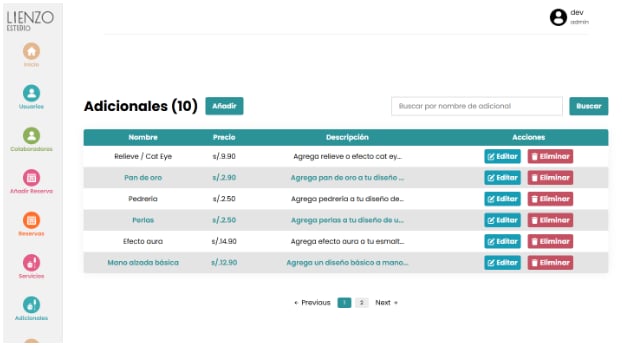 LIENZO
ESTUDIO
dev
admin
Inicio
Usuarios
Colaboradores
Añadir Reserva
Reservas
Servicios
Adicionales
Adicionales (10) Añadir Buscar por nombre de adicional Buscar
Nombre Precio Descripción Acciones
Relieve / Cat Eye s/.9.90 Agrega relieve o efecto cat ey... Editar Eliminar
Pan de oro s/.2.90 Agrega pan de oro a tu diseño ... Editar Eliminar
Pedrería s/.2.50 Agrega pedrería a tu diseño de... Editar Eliminar
Perlas s/.2.50 Agrega perlas a tu diseño de u... Editar Eliminar
Efecto aura s/.14.90 Agrega efecto aura a tu esmalt... Editar Eliminar
Mano alzada básica s/.12.90 Agrega un diseño básico a mano... Editar Eliminar
« Previous 1 2 Next »